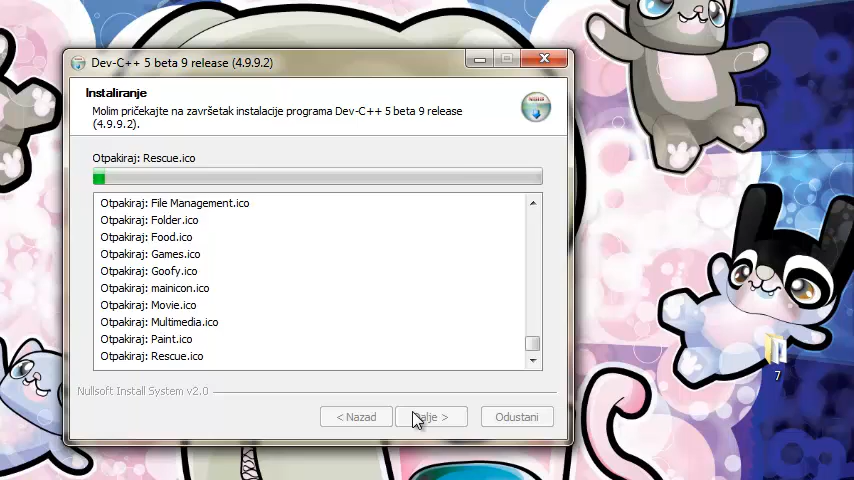 Dev-C++ 5 beta 9 release (4.9.9.2)
Instaliranje
Molim pričekajte na završetak instalacije programa Dev-C++ 5 beta 9 release
(4.9.9.2).
Otpakiraj: Rescue.ico
Otpakiraj: File Management.ico
Otpakiraj: Folder.ico
Otpakiraj: Food.ico
Otpakiraj: Games.ico
Otpakiraj: Goofy.ico
Otpakiraj: mainicon.ico
Otpakiraj: Movie.ico
Otpakiraj: Multimedia.ico
Otpakiraj: Paint.ico
Otpakiraj: Rescue.ico
Nullsoft Install System v2.0
< Nazad
>
Odustani
7